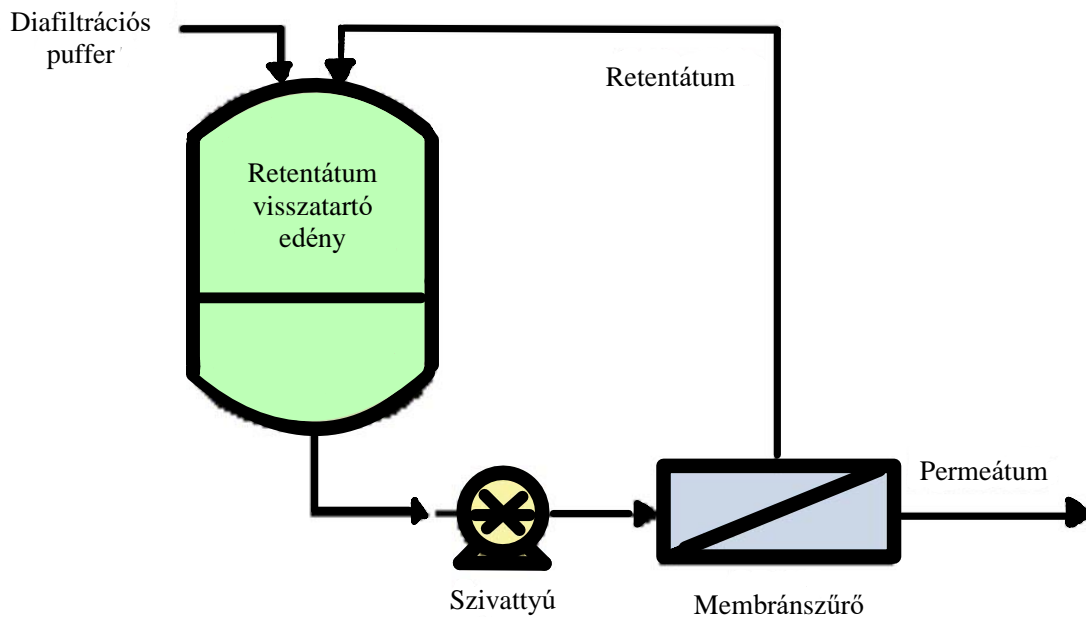 Diafiltrációs
puffer
Retentátum
Retentátum
visszatartó
edény
Permeátum
Szivattyú
Membránszűrő